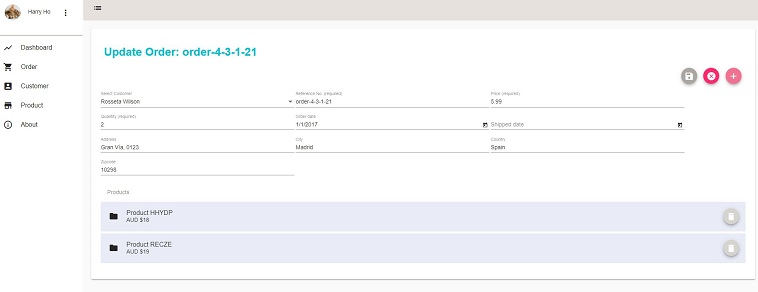 Harry Ho
Dashboard
Order
Customer
Product
About
Update Order: order-4-3-1-21
Select Customer
Reference No. (required)
Price (required)
Rosseta Wilson
order-4-3-1-21
5.99
Quantity (required)
Order date
2
1/1/2017
Shipped date
Address
City
Country
Gran Vía, 0123
Madrid
Spain
Zipcode
10298
Products
Product HHYDP
AUD $18
Product RECZE
AUD $19